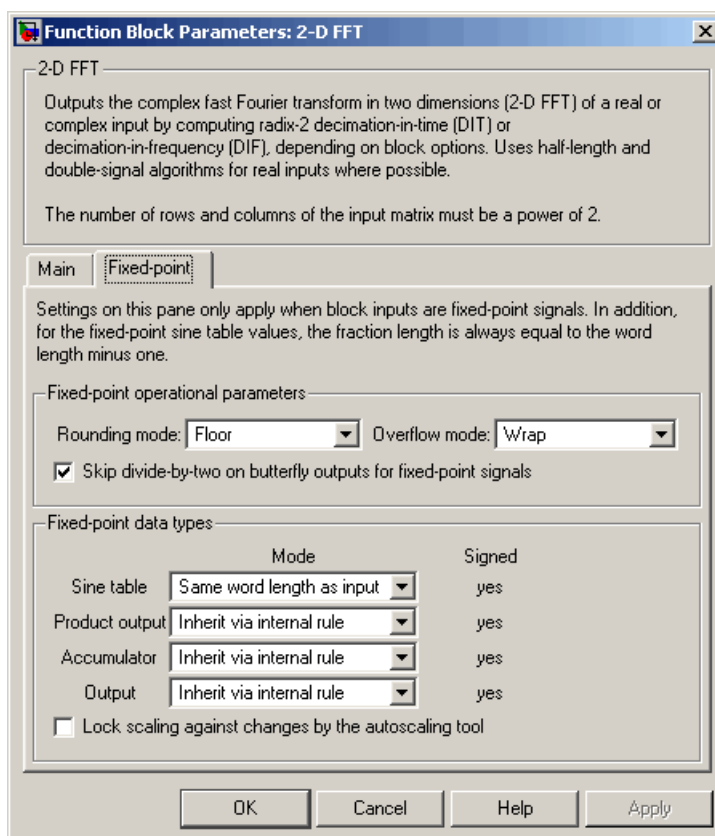 Function Block Parameters: 2-D FFT
2-D FFT
Outputs the complex fast Fourier transform in two dimensions (2-D FFT) of a real or
complex input by computing radix-2 decimation-in-time (DIT) or
decimation-in-frequency (DIF), depending on block options. Uses half-length and
double-signal algorithms for real inputs where possible.
The number of rows and columns of the input matrix must be a power of 2.
Main Fixed-point
Settings on this pane only apply when block inputs are fixed-point signals. In addition,
for the fixed-point sine table values, the fraction length is always equal to the word
length minus one.
Fixed-point operational parameters
Rounding mode: Floor Overflow mode: Wrap
Skip divide-by-two on butterfly outputs for fixed-point signals
Fixed-point data types
Mode Signed
Sine table Same word length as input yes
Product output Inherit via internal rule yes
Accumulator Inherit via internal rule yes
Output Inherit via internal rule yes
Lock scaling against changes by the autoscaling tool
OK Cancel Help Apply